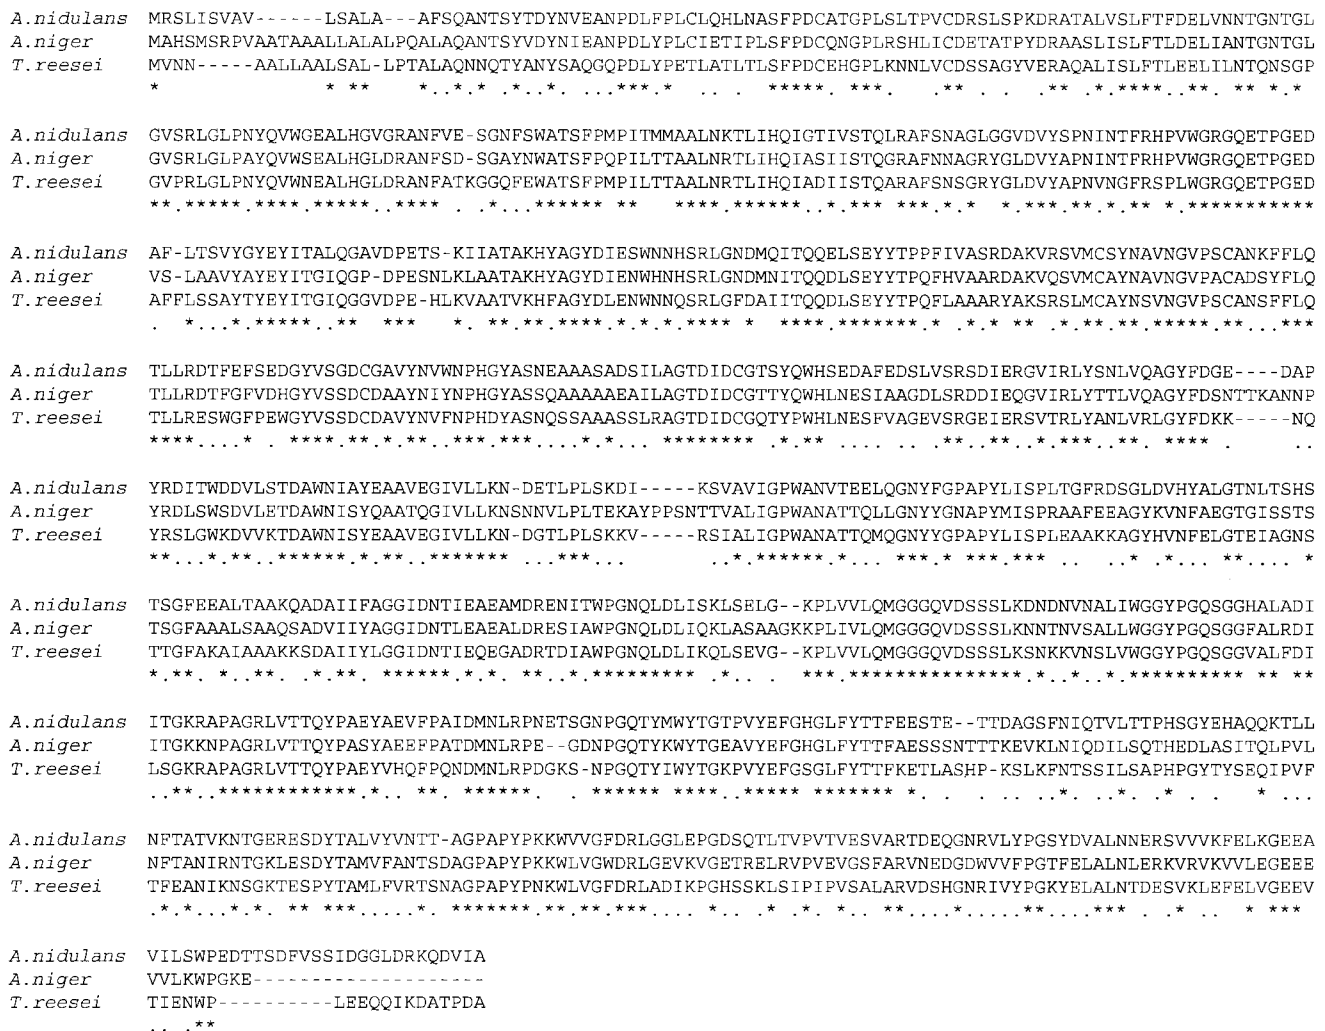 A.nidulans MRSLISVAV------LSALA---AFSQANTSYTDYNVEANPDLFPLCLQHLNASFPDCATGPLSLTPVCDRSLSPKDRATALVSLFTFDELVNNTGNTGL
A.niger MAHSMSRPVAATAAALLALALPQALAQANTSYVDYNIEANPDLYPLCIETIPLSFPDCQNGPLRSHLICDETATPYDRAASLISLFTLDELIANTGNTGL
T.reesei MVNN-----AALLAALSAL-LPTALAQNNQTYANYSAQGQPDLYPETLATLTLSFPDCEHGPLKNNLVCDSSAGYVERAQALISLFTLEELILNTQNSGP
* * ** *..*.* .*.. . ..***.* . . . ***** *** .** . . .** .*.****..**. ** *.*
A.nidulans GVSRLGLPNYQVWGEALHGVGRANFVE-SGNFSWATSFPMPITMMAALNKTLIHQIGTIVSTQLRAFSNAGLGGVDVYSPNINTFRHPVWGRGQETPGED
A.niger GVSRLGLPAYQVWSEALHGLDRANFSD-SGAYNWATSFPQPILTTAALNRTLIHQIASIISTQGRAFNNAGRYGLDVYAPNINTFRHPVWGRGQETPGED
T.reesei GVPRLGLPNYQVWNEALHGLDRANFATKGGQFEWATSFPMPILTTAALNRTLIHQIADIISTQARAFSNSGRYGLDVYAPNVNGFRSPLWGRGQETPGED
**.***** ****.*****..**** . .*...****** ** ****.******..*.*** ***.*.* *.***.**.* ** *.************
A.nidulans AF-LTSVYGYEYITALQGAVDPETS-KIIATAKHYAGYDIESWNNHSRLGNDMQITQQELSEYYTPPFIVASRDAKVRSVMCSYNAVNGVPSCANKFFLQ
A.niger VS-LAAVYAYEYITGIQGP-DPESNLKLAATAKHYAGYDIENWHNHSRLGNDMNITQQDLSEYYTPQFHVAARDAKVQSVMCAYNAVNGVPACADSYFLQ
T.reesei AFFLSSAYTYEYITGIQGGVDPE-HLKVAATVKHFAGYDLENWNNQSRLGFDAIITQQDLSEYYTPQFLAAARYAKSRSLMCAYNSVNGVPSCANSFFLQ
. *...*.*****..** *** *. **.**.****.*.*.*.**** * ****.******* *.*.* ** .*.**.**.*****.**...***
A.nidulans TLLRDTFEFSEDGYVSGDCGAVYNVWNPHGYASNEAAASADSILAGTDIDCGTSYQWHSEDAFEDSLVSRSDIERGVIRLYSNLVQAGYFDGE----DAP
A.niger TLLRDTFGFVDHGYVSSDCDAAYNIYNPHGYASSQAAAAAEAILAGTDIDCGTTYQWHLNESIAAGDLSRDDIEQGVIRLYTTLVQAGYFDSNTTKANNP
T.reesei TLLRESWGFPEWGYVSSDCDAVYNVFNPHDYASNQSSAAASSLRAGTDIDCGQTYPWHLNESFVAGEVSRGEIERSVTRLYANLVRLGYFDKK-----NQ
****....* . ****.**.*.**..***.***....*.*...********.*.** .. . ..**..**..*.***..**. **** . ..
A.nidulans YRDITWDDVLSTDAWNIAYEAAVEGIVLLKN-DETLPLSKDI-----KSVAVIGPWANVTEELQGNYFGPAPYLISPLTGFRDSGLDVHYALGTNLTSHS
A.niger YRDLSWSDVLETDAWNISYQAATQGIVLLKNSNNVLPLTEKAYPPSNTTVALIGPWANATTQLLGNYYGNAPYMISPRAAFEEAGYKVNFAEGTGISSTS
T.reesei YRSLGWKDVVKTDAWNISYEAAVEGIVLLKN-DGTLPLSKKV-----RSIALIGPWANATTQMQGNYYGPAPYLISPLEAAKKAGYHVNFELGTEIAGNS
**...*.**..******.*.**..******* . .***... ..*.******.*...***.* ***.***. .. .* *... **.... *
A.nidulans TSGFEEALTAAKQADAIIFAGGIDNTIEAEAMDRENITWPGNQLDLISKLSELG--KPLVVLQMGGGQVDSSSLKDNDNVNALIWGGYPGQSGGHALADI
A.niger TSGFAAALSAAQSADVIIYAGGIDNTLEAEALDRESIAWPGNQLDLIQKLASAAGKKPLIVLQMGGGQVDSSSLKNNTNVSALLWGGYPGQSGGFALRDI
T.reesei TTGFAKAIAAAKKSDAIIYLGGIDNTIEQEGADRTDIAWPGNQLDLIKQLSEVG--KPLVVLQMGGGQVDSSSLKSNKKVNSLVWGGYPGQSGGVALFDI
*.**..*..**..*.**. ******.*.*. **..*.*********..*. .. ***.***************.*..*..*.********** ** **
A.nidulans ITGKRAPAGRLVTTQYPAEYAEVFPAIDMNLRPNETSGNPGQTYMWYTGTPVYEFGHGLFYTTFEESTE--TTDAGSFNIQTVLTTPHSGYEHAQQKTLL
A.niger ITGKKNPAGRLVTTQYPASYAEEFPATDMNLRPE--GDNPGQTYKWYTGEAVYEFGHGLFYTTFAESSSNTTTKEVKLNIQDILSQTHEDLASITQLPVL
T.reesei LSGKRAPAGRLVTTQYPAEYVHQFPQNDMNLRPDGKS-NPGQTYIWYTGKPVYEFGSGLFYTTFKETLASHP-KSLKFNTSSILSAPHPGYTYSEQIPVF
..**..************.*.. **. ****** . .****** ****..*****.******* *. . . . ..*. ..*. .*. . . * ...
A.nidulans NFTATVKNTGERESDYTALVYVNTT-AGPAPYPKKWVVGFDRLGGLEPGDSQTLTVPVTVESVARTDEQGNRVLYPGSYDVALNNERSVVVKFELKGEEA
A.niger NFTANIRNTGKLESDYTAMVFANTSDAGPAPYPKKWLVGWDRLGEVKVGETRELRVPVEVGSFARVNEDGDWVVFPGTFELALNLERKVRVKVVLEGEEE
T.reesei TFEANIKNSGKTESPYTAMLFVRTSNAGPAPYPNKWLVGFDRLADIKPGHSSKLSIPIPVSALARVDSHGNRIVYPGKYELALNTDESVKLEFELVGEEV
.*.*...*.*. ** ***.....*. *******.**.**.***.... *.. . *. *. *.. **.....*.....**.....***...*.. .. * ***
A.nidulans VILSWPEDTTSDFVSSIDGGLDRKQDVIA
A.niger VVLKWPGKE--------------------
T.reesei TIENWP----------LEEQQIKDATPDA
.. .**